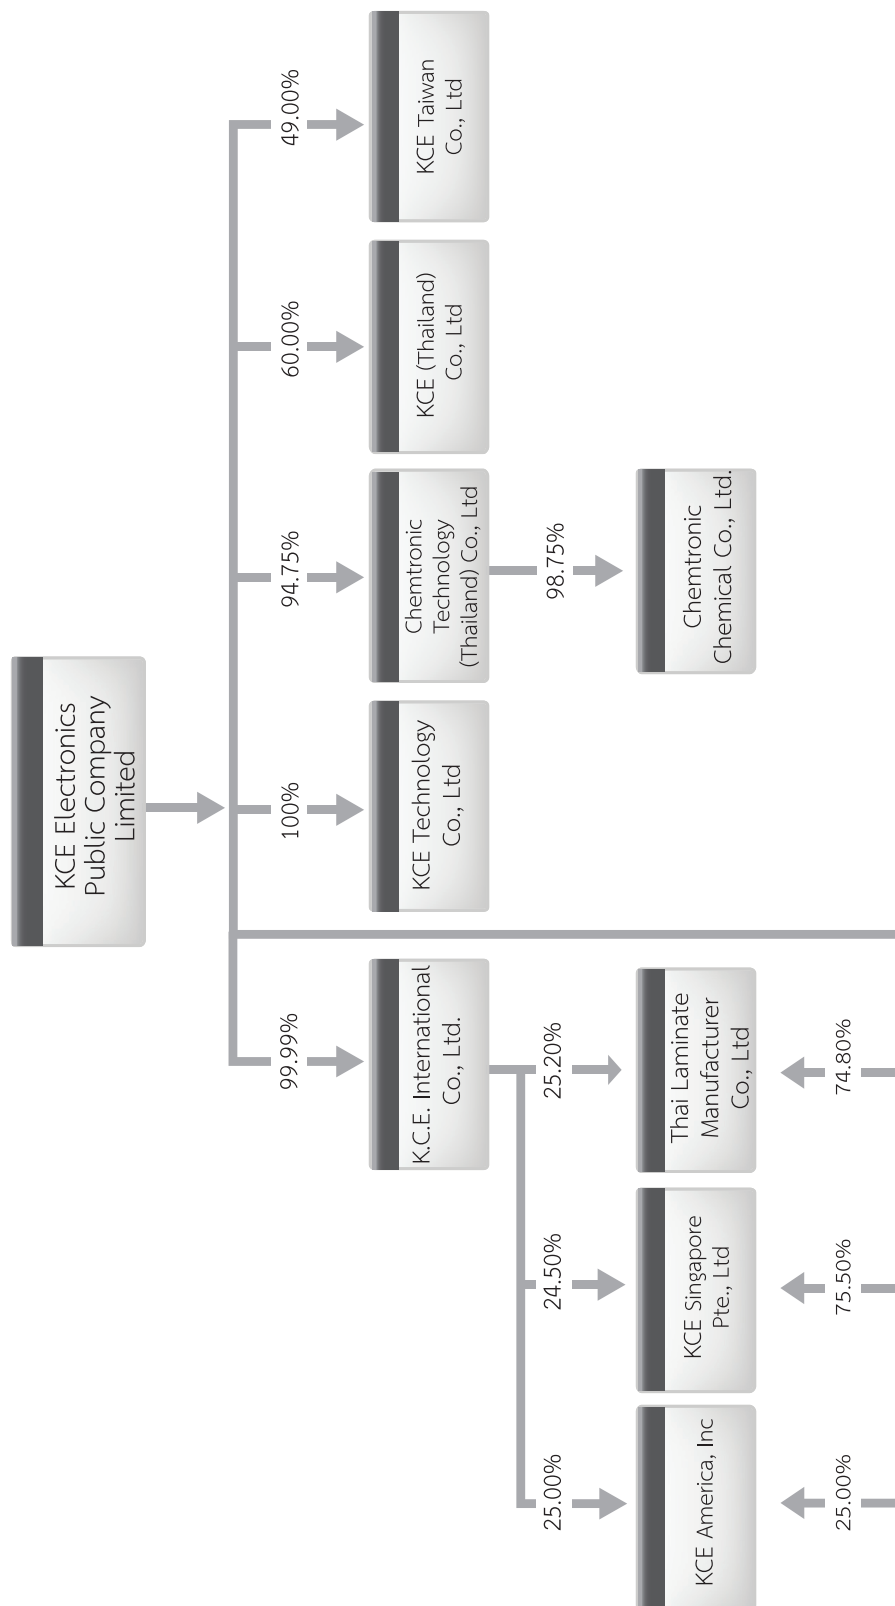 KCE Electronics
Public Company
Limited
99.99%
100%
94.75%
60.00%
49.00%
K.C.E. International
Co., Ltd.
KCE Technology
Co., Ltd
Chemtronic
Technology
(Thailand) Co., Ltd
KCE (Thailand)
Co., Ltd
KCE Taiwan
Co., Ltd
25.00%
24.50%
25.20%
98.75%
KCE America, Inc
KCE Singapore
Pte., Ltd
Thai Laminate
Manufacturer
Co., Ltd
Chemtronic
Chemical Co., Ltd.
25.00%
75.50%
74.80%